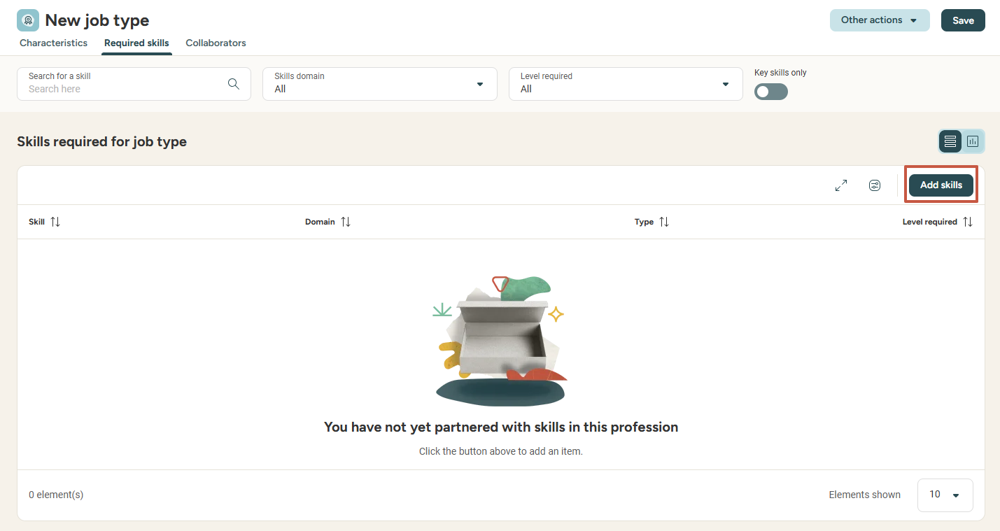 New job type
Other actions
Save
Characteristics
Required skills
Collaborators
Search for a skill
Search here
Skills domain
All
Level required
All
Key skills only
Skills required for job type
Add skills
Skill
Domain
Type
Level required
You have not yet partnered with skills in this profession
Click the button above to add an item.
0 element(s)
Elements shown
10